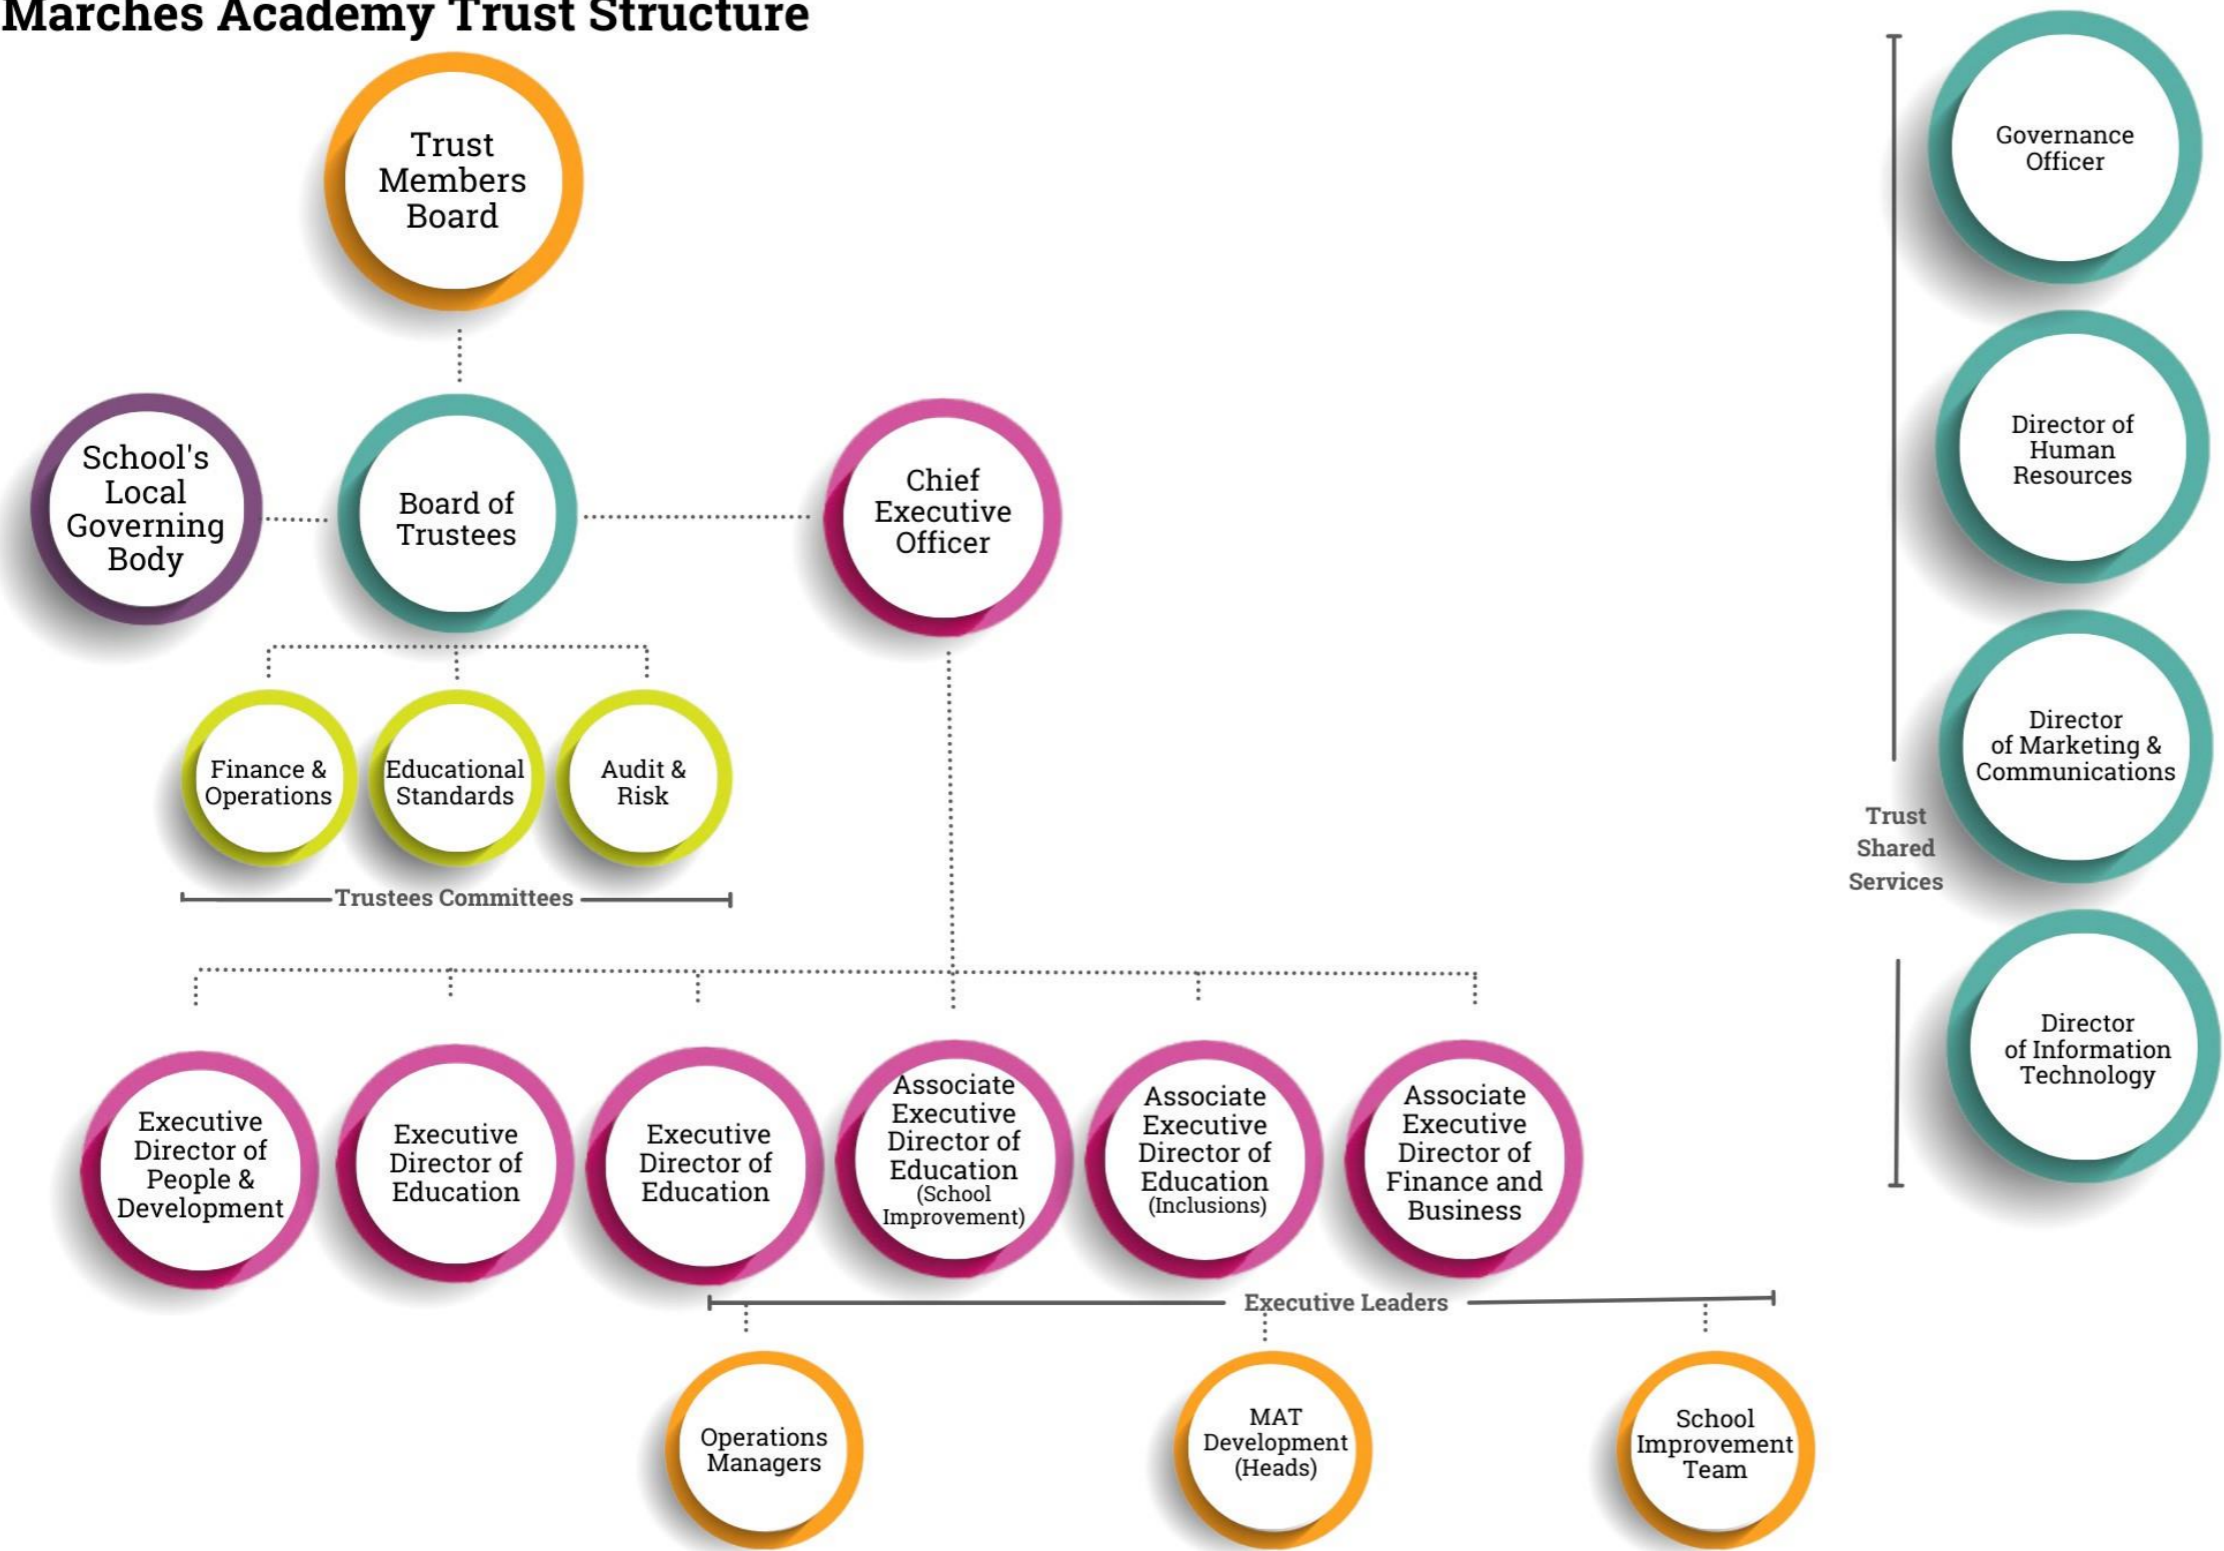 Marches Academy Trust Structure
Trust
Members
Board
School's
Local
Governing
Body
Board of
Trustees
Chief
Executive
Officer
Finance &
Operations
Educational
Standards
Audit &
Risk
Trustees Committees
Executive
Director of
People &
Development
Executive
Director of
Education
Executive
Director of
Education
Associate
Executive
Director of
Education
(School
Improvement)
Associate
Executive
Director of
Education
(Inclusions)
Associate
Executive
Director of
Finance and
Business
Executive Leaders
Operations
Managers
MAT
Development
(Heads)
School
Improvement
Team
Trust
Shared
Services
Governance
Officer
Director of
Human
Resources
Director
of Marketing &
Communications
Director
of Information
Technology